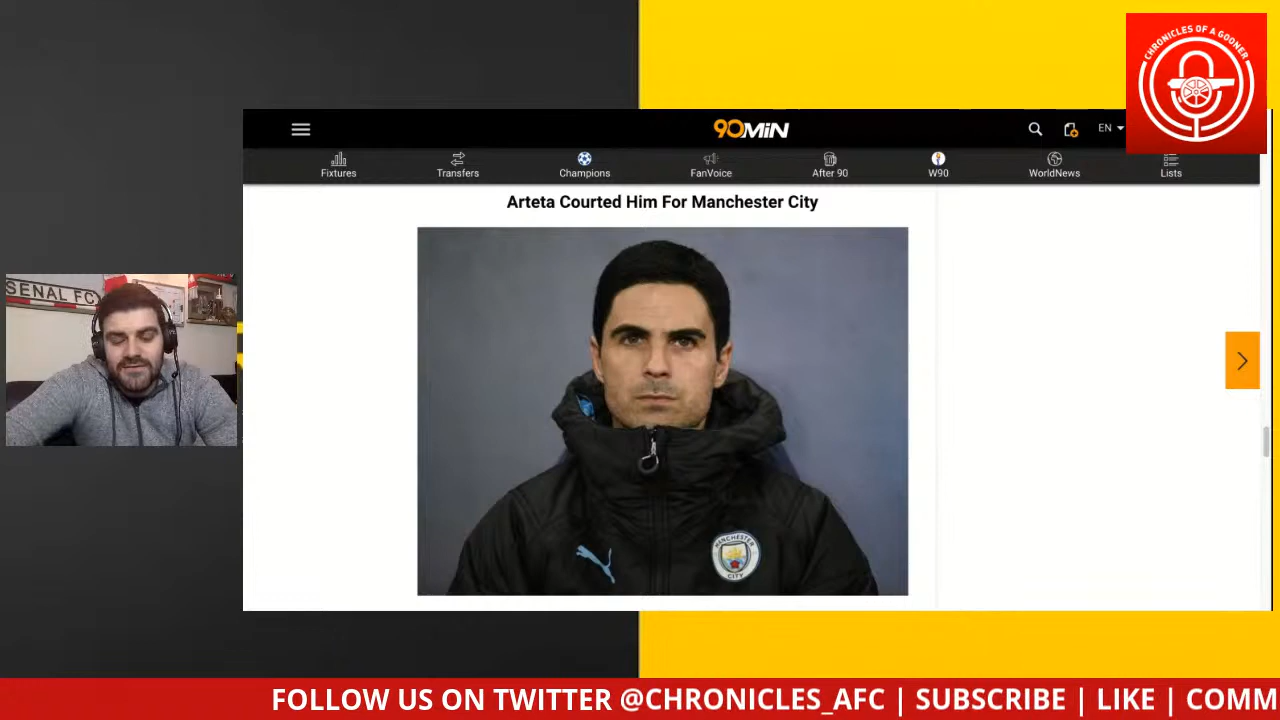 CHRONICLES OF A GOONER
90MiN
EN
Fixtures
Transfers
Champions
FanVoice
After 90
W90
WorldNews
Lists
Arteta Courted Him For Manchester City
SENAL FC
MANCHESTER
CITY
FOLLOW US ON TWITTER @CHRONICLES_AFC | SUBSCRIBE | LIKE | COMM